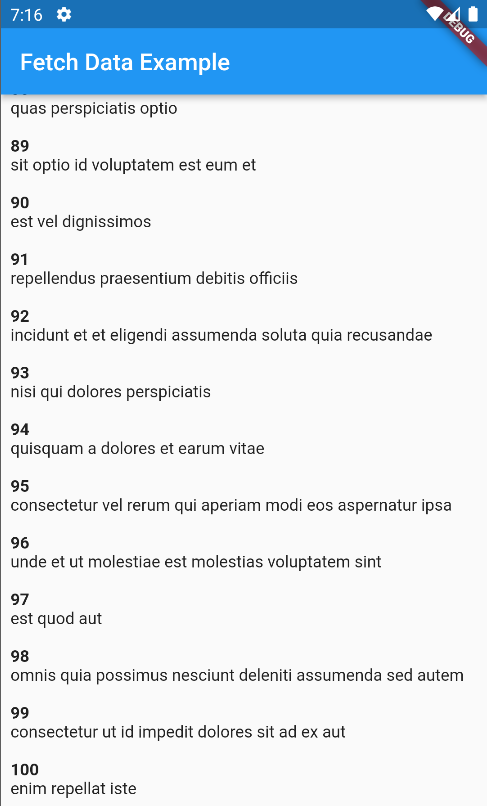 7:16
DEBUG
Fetch Data Example
quas perspiciatis optio
89
sit optio id voluptatem est eum et
90
est vel dignissimos
91
repellendus praesentium debitis officiis
92
incidunt et et eligendi assumenda soluta quia recusandae
93
nisi qui dolores perspiciatis
94
quisquam a dolores et earum vitae
95
consectetur vel rerum qui aperiam modi eos aspernatur ipsa
96
unde et ut molestiae est molestias voluptatem sint
97
est quod aut
98
omnis quia possimus nesciunt deleniti assumenda sed autem
99
consectetur ut id impedit dolores sit ad ex aut
100
enim repellat iste